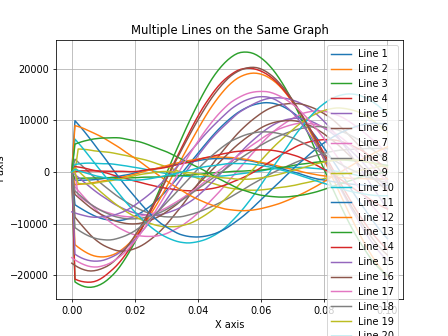 Multiple Lines on the Same Graph
20000
10000
0
−10000
−20000
0.00
0.02
0.04
0.06
X axis
Line 1
Line 2
Line 3
Line 4
Line 5
Line 6
Line 7
Line 8
Line 9
Line 10
Line 11
Line 12
Line 13
Line 14
Line 15
Line 16
Line 17
Line 18
Line 19
Line 20